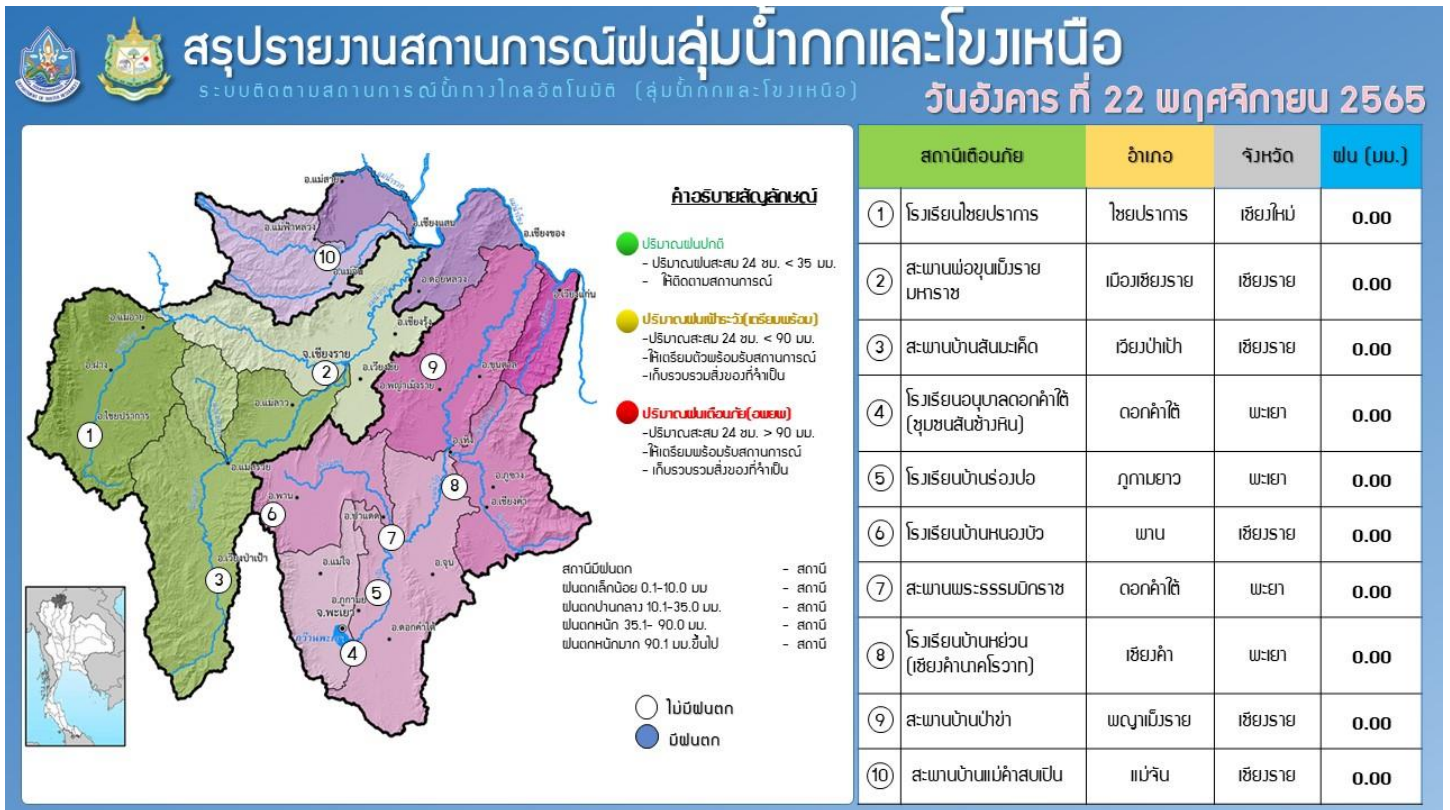 สรุปรายงานสถานการณ์ฝนลุ่มน้ำกกและโขงเหนือ
ระบบติดตามสถานการณ์น้ำทางไกลอัตโนมัติ (ลุ่มน้ำกกและโขงเหนือ)
วันอังคาร ที่ 22 พฤศจิกายน 2565
อ.แม่สาย
อ.แม่ฟ้าหลวง
อ.เชียงแสน
อ.เชียงของ
10
อ.ดอยหลวง
อ.เวียงแก่น
อ.แม่อาย
อ.เชียงรุ้ง
จ.เชียงราย
2
อ.พญาเม็งราย
9
อ.ขุนตาล
อ.ฝาง
อ.ไชยปราการ
1
อ.แม่ลาว
อ.แม่สรวย
อ.เทิง
8
อ.ภูซาง
อ.เชียงคำ
อ.พาน
6
อ.ป่าแดด
7
อ.เวียงป่าเป้า
3
อ.แม่ใจ
5
อ.จุน
จ.พะเยา
4
อ.ดอกคำใต้
คำอธิบายสัญลักษณ์
ปริมาณฝนปกติ
- ปริมาณฝนสะสม 24 ชม. < 35 มม.
- ให้ติดตามสถานการณ์
ปริมาณฝนเฝ้าระวัง(เตรียมพร้อม)
-ปริมาณสะสม 24 ชม. < 90 มม.
-ให้เตรียมตัวพร้อมรับสถานการณ์
-เก็บรวบรวมสิ่งของที่จำเป็น
ปริมาณฝนเตือนภัย(อพยพ)
-ปริมาณสะสม 24 ชม. > 90 มม.
-ให้เตรียมพร้อมรับสถานการณ์
- เก็บรวบรวมสิ่งของที่จำเป็น
สถานีมีฝนตก - สถานี
ฝนตกเล็กน้อย 0.1-10.0 มม - สถานี
ฝนตกปานกลาง 10.1-35.0 มม. - สถานี
ฝนตกหนัก 35.1- 90.0 มม. - สถานี
ฝนตกหนักมาก 90.1 มม.ขึ้นไป - สถานี
ไม่มีฝนตก
มีฝนตก
สถานีเตือนภัย อำเภอ จังหวัด ฝน (มม.)
1 โรงเรียนไชยปราการ ไชยปราการ เชียงใหม่ 0.00
2 สะพานพ่อขุนเม็งราย
มหาราช เมืองเชียงราย เชียงราย 0.00
3 สะพานบ้านสันมะเค็ด เวียงป่าเป้า เชียงราย 0.00
4 โรงเรียนอนุบาลดอกคำใต้
(ชุมชนสันช้างหิน) ดอกคำใต้ พะเยา 0.00
5 โรงเรียนบ้านร่องปอ ภูกามยาว พะเยา 0.00
6 โรงเรียนบ้านหนองบัว พาน เชียงราย 0.00
7 สะพานพระธรรมมิกราช ดอกคำใต้ พะเยา 0.00
8 โรงเรียนบ้านหย่วน
(เชียงคำนาคโรวาท) เชียงคำ พะเยา 0.00
9 สะพานบ้านป่าข่า พญาเม็งราย เชียงราย 0.00
10 สะพานบ้านแม่คำสบเปิน แม่จัน เชียงราย 0.00